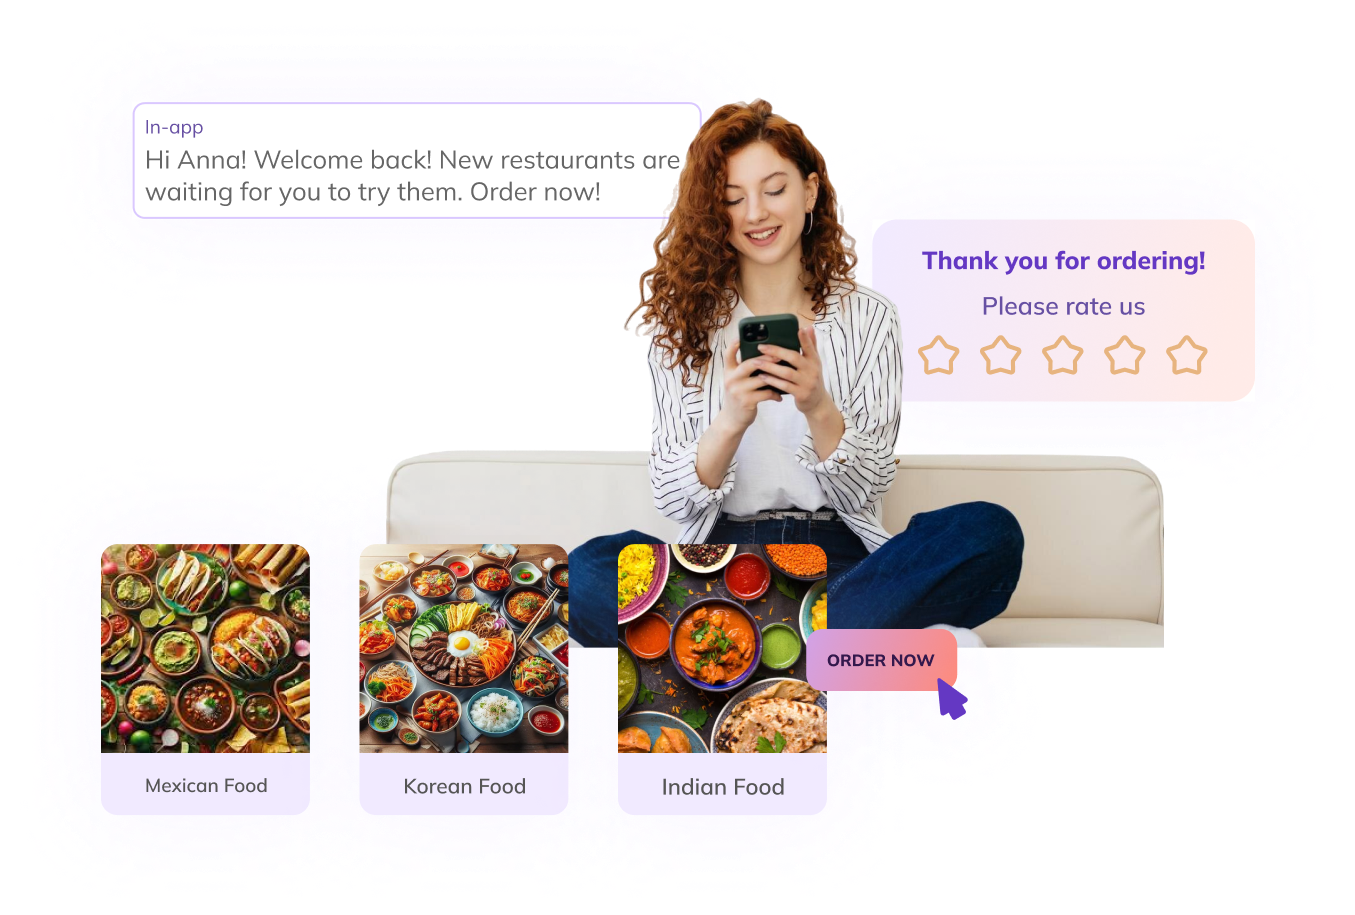 In-app
Hi Anna! Welcome back! New restaurants are
waiting for you to try them. Order now!
Thank you for ordering!
Please rate us
ORDER NOW
Mexican Food
Korean Food
Indian Food